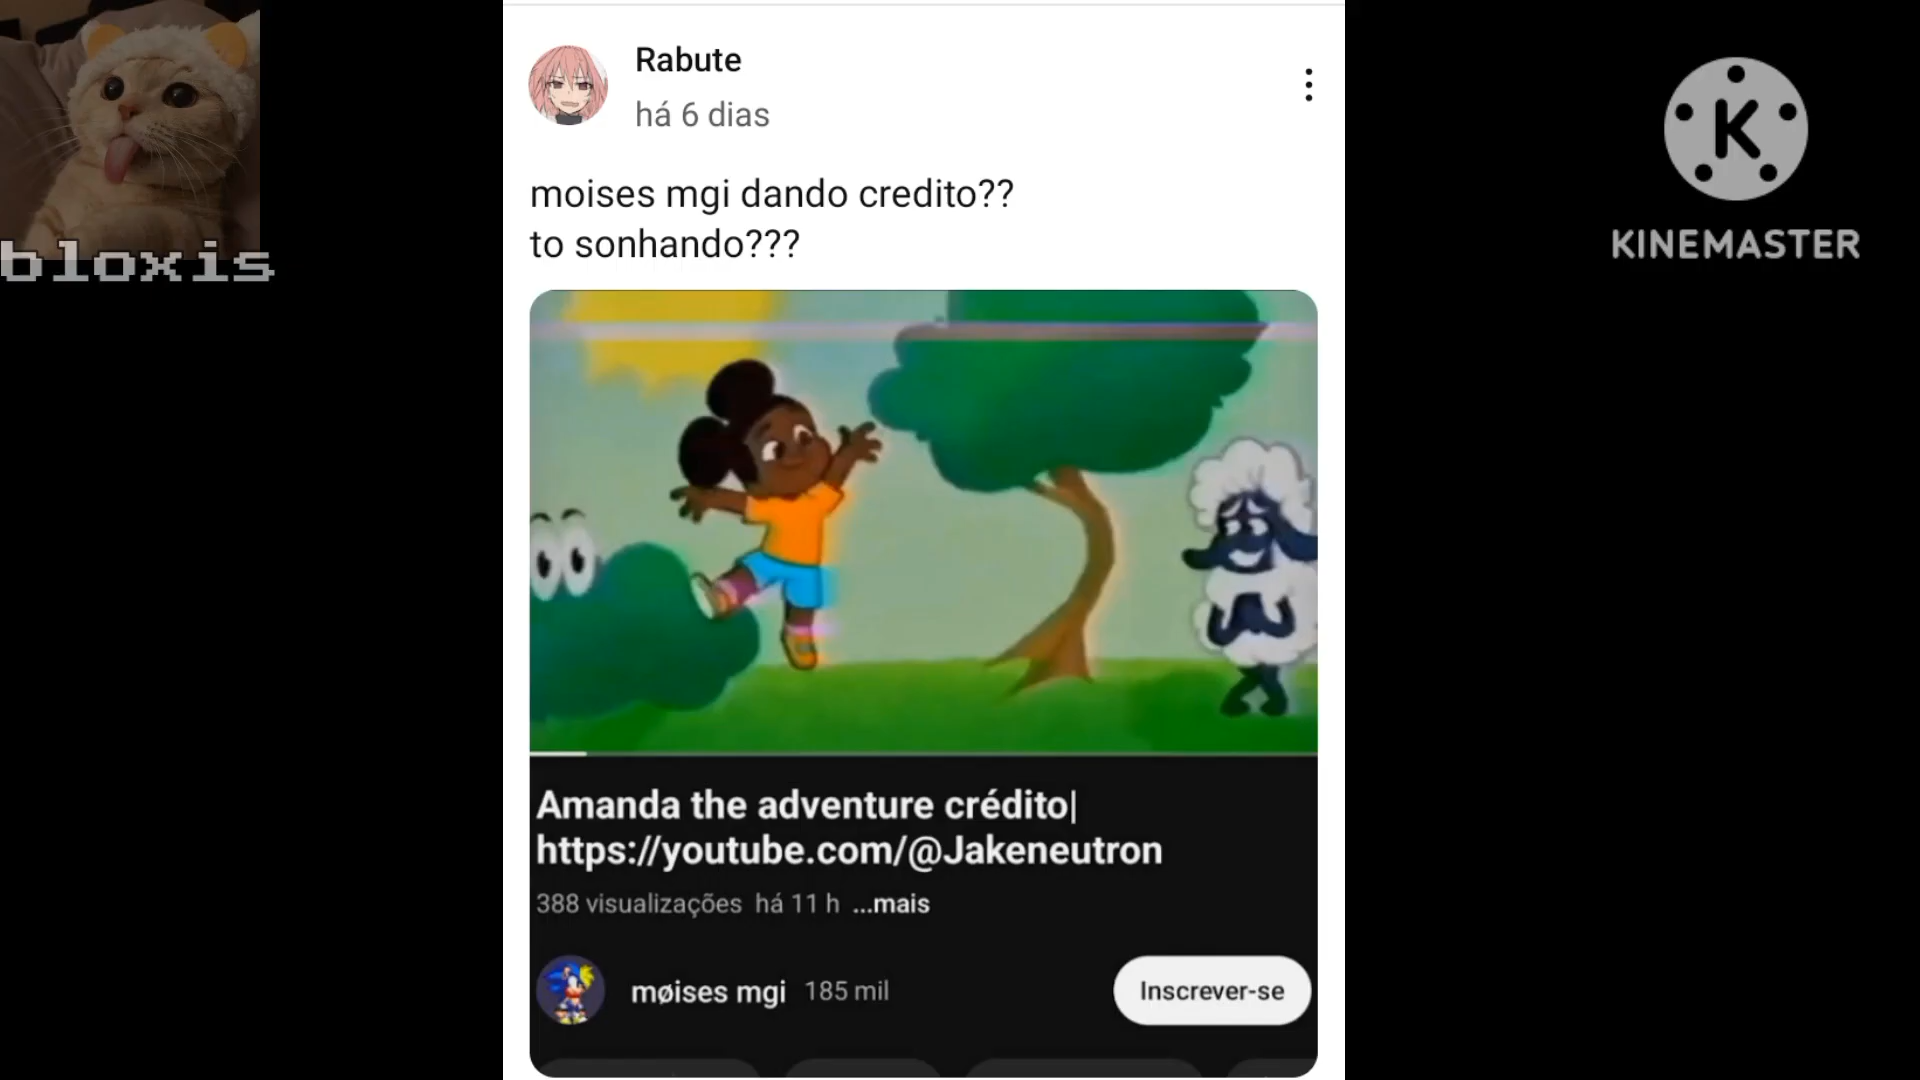 Rabute
há 6 dias
moises mgi dando credito??
to sonhando???
bloxis
K
KINEMASTER
Amanda the adventure crédito|
https://youtube.com/@Jakeneutron
388 visualizações há 11 h ...mais
møises mgi 185 mil
Inscrever-se